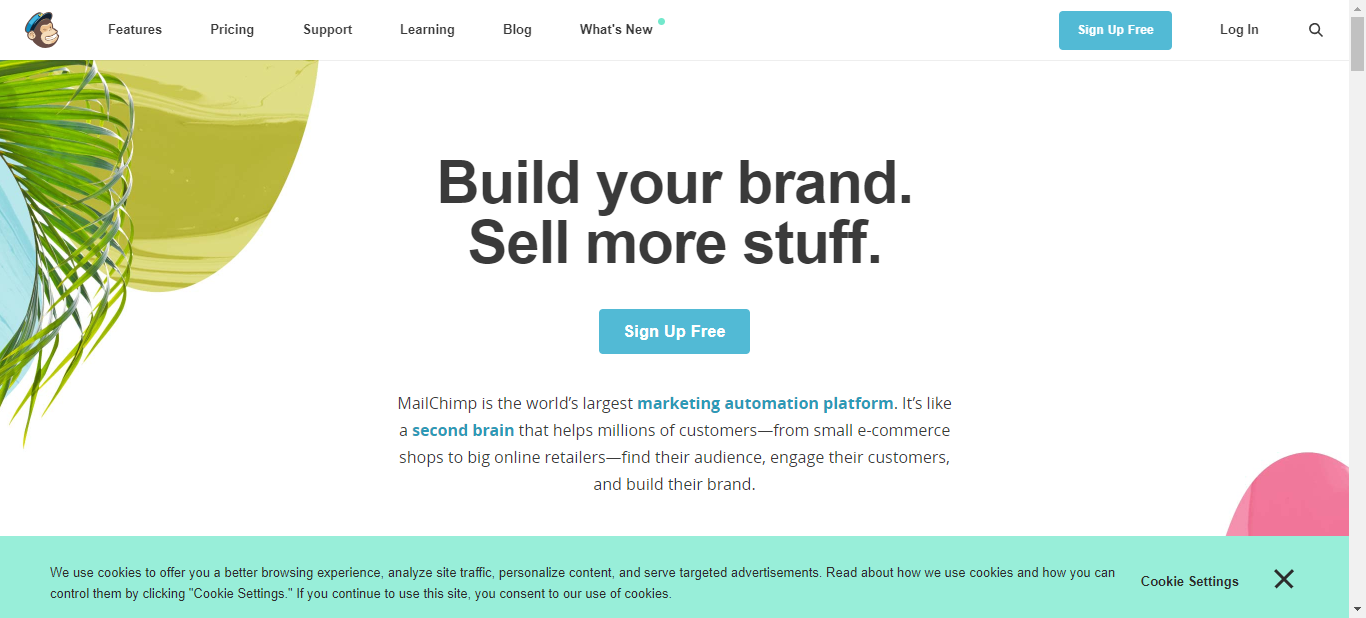 Features Pricing Support Learning Blog What's New Sign Up Free Log In
Build your brand.
Sell more stuff.
Sign Up Free
MailChimp is the world’s largest marketing automation platform. It’s like
a second brain that helps millions of customers—from small e-commerce
shops to big online retailers—find their audience, engage their customers,
and build their brand.
We use cookies to offer you a better browsing experience, analyze site traffic, personalize content, and serve targeted advertisements. Read about how we use cookies and how you can
control them by clicking "Cookie Settings." If you continue to use this site, you consent to our use of cookies.
Cookie Settings